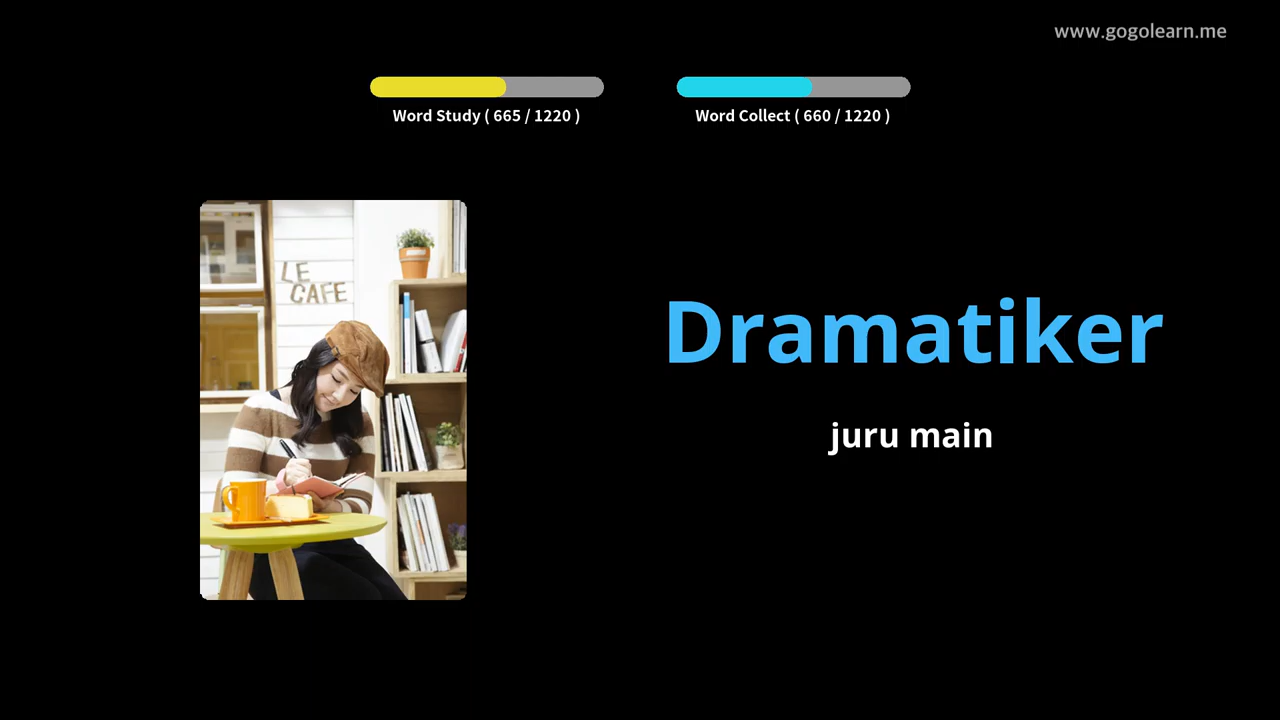 www.gogolearn.me
Word Study ( 665 / 1220 )
Word Collect ( 660 / 1220 )
LE
CAFE
Dramatiker
juru main